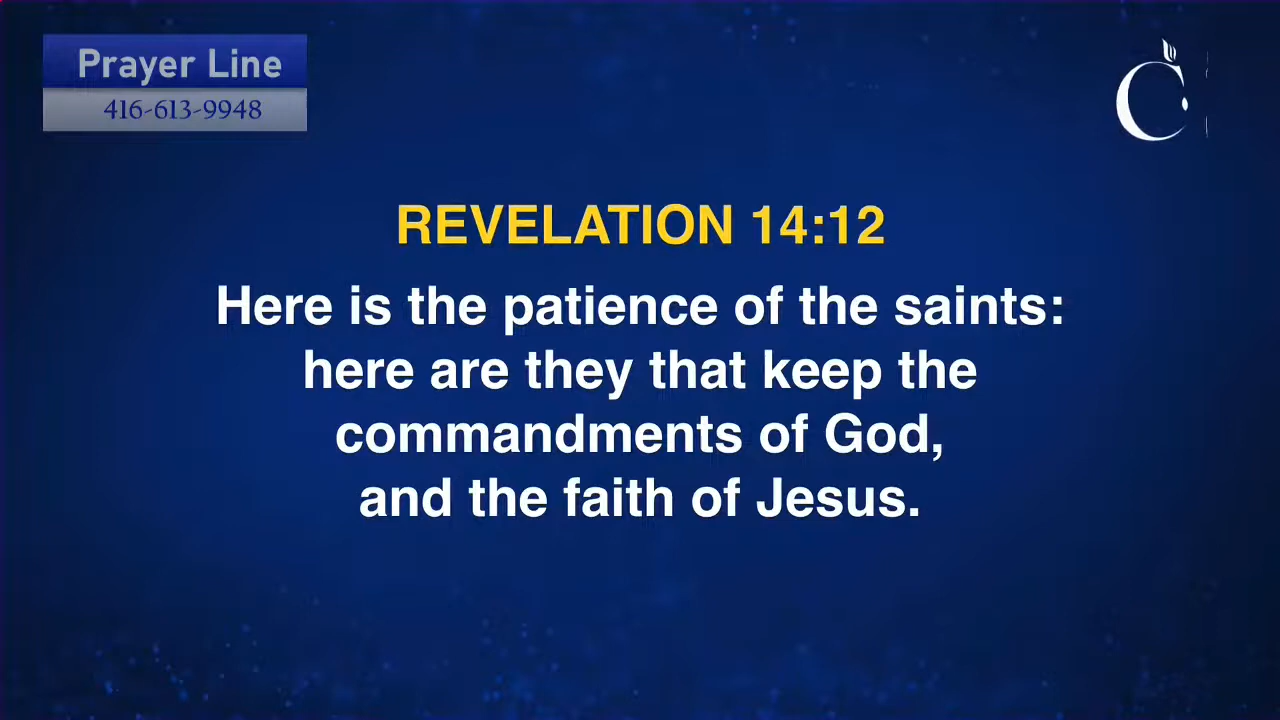 Prayer Line
416-613-9948
REVELATION 14:12
Here is the patience of the saints:
here are they that keep the
commandments of God,
and the faith of Jesus.